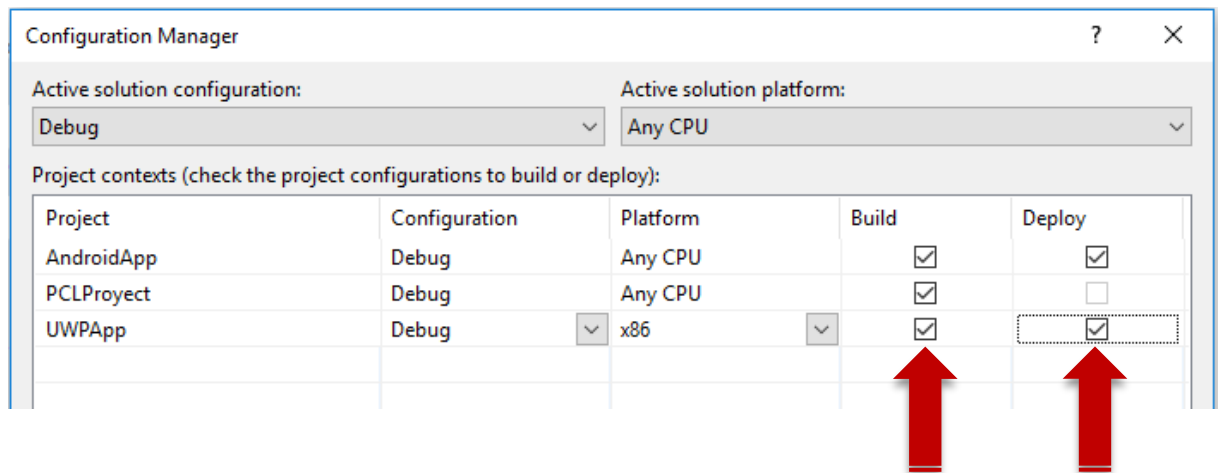 Configuration Manager ?
Active solution configuration: Active solution platform:
Debug Any CPU
Project contexts (check the project configurations to build or deploy):
Project Configuration Platform Build Deploy
AndroidApp Debug Any CPU
PCLProyect Debug Any CPU
UWPApp Debug x86